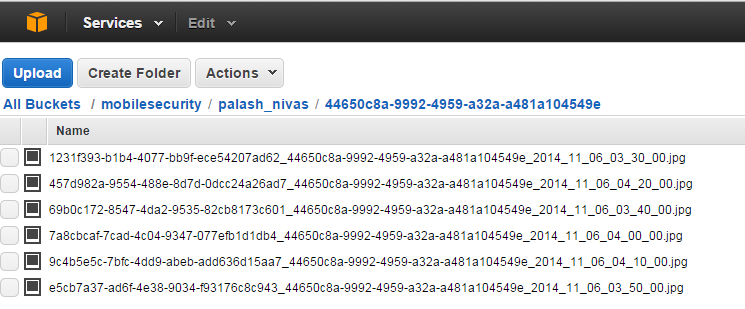 Services Edit
Upload Create Folder Actions
All Buckets / mobilesecurity / palash_nivas / 44650c8a-9992-4959-a32a-a481a104549e
Name
1231f393-b1b4-4077-bb9f-ece54207ad62_44650c8a-9992-4959-a32a-a481a104549e_2014_11_06_03_30_00.jpg
457d982a-9554-488e-8d7d-0dcc24a26ad7_44650c8a-9992-4959-a32a-a481a104549e_2014_11_06_04_20_00.jpg
69b0c172-8547-4da2-9535-82cb8173c601_44650c8a-9992-4959-a32a-a481a104549e_2014_11_06_03_40_00.jpg
7a8cbcaf-7cad-4c04-9347-077efb1d1db4_44650c8a-9992-4959-a32a-a481a104549e_2014_11_06_04_00_00.jpg
9c4b5e5c-7bfc-4dd9-abeb-add636d15aa7_44650c8a-9992-4959-a32a-a481a104549e_2014_11_06_04_10_00.jpg
e5cb7a37-ad6f-4e38-9034-f93176c8c943_44650c8a-9992-4959-a32a-a481a104549e_2014_11_06_03_50_00.jpg